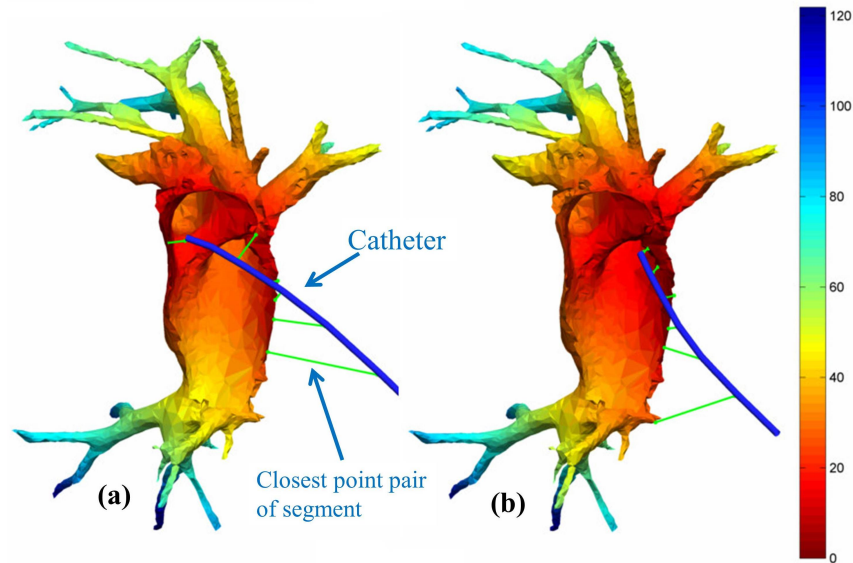 Catheter
Closest point pair
of segment
(a)
(b)
120
100
80
60
40
20
0